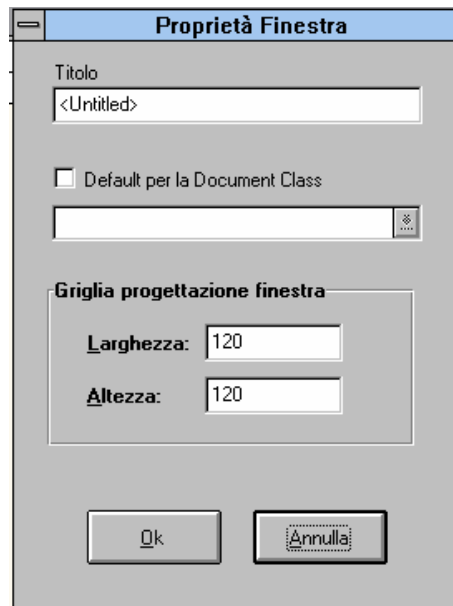 Proprietà Finestra
Titolo
<Untitled>
Default per la Document Class
Griglia progettazione finestra
Larghezza: 120
Altezza: 120
Ok Annulla